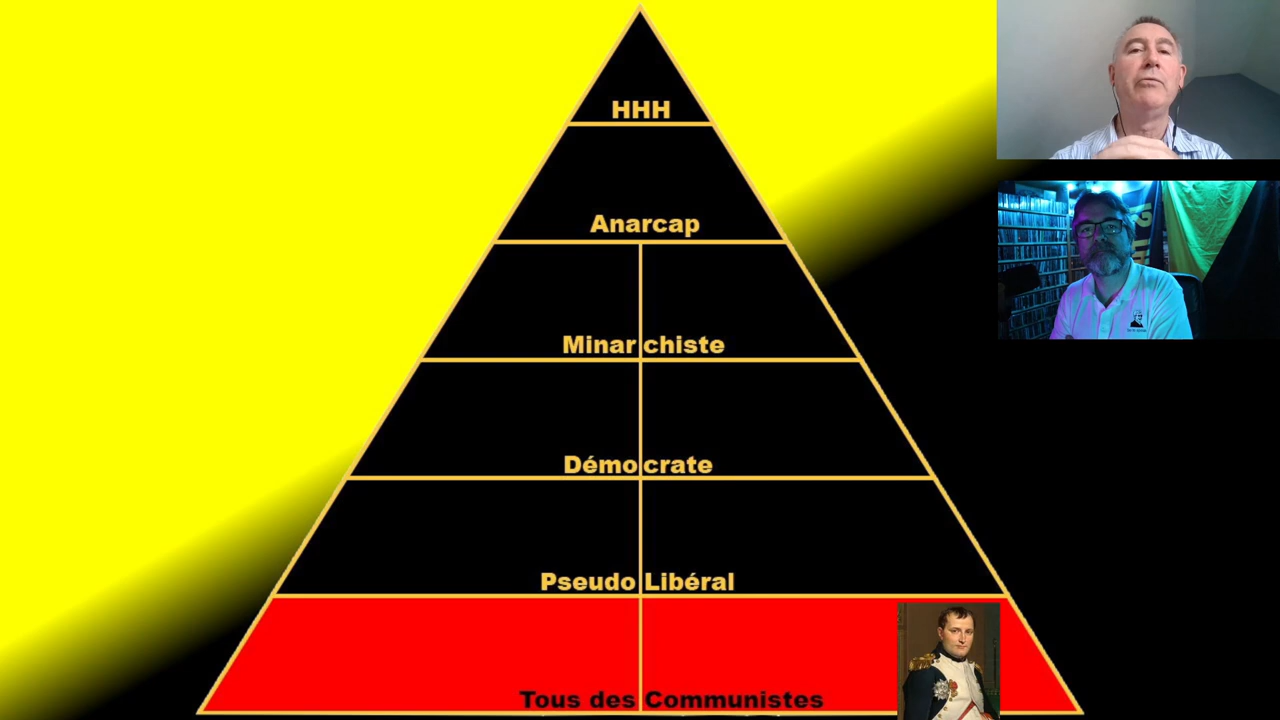 HHH
Anarcap
Minarchiste
Démocrate
Pseudo Libéral
Tous des Communistes